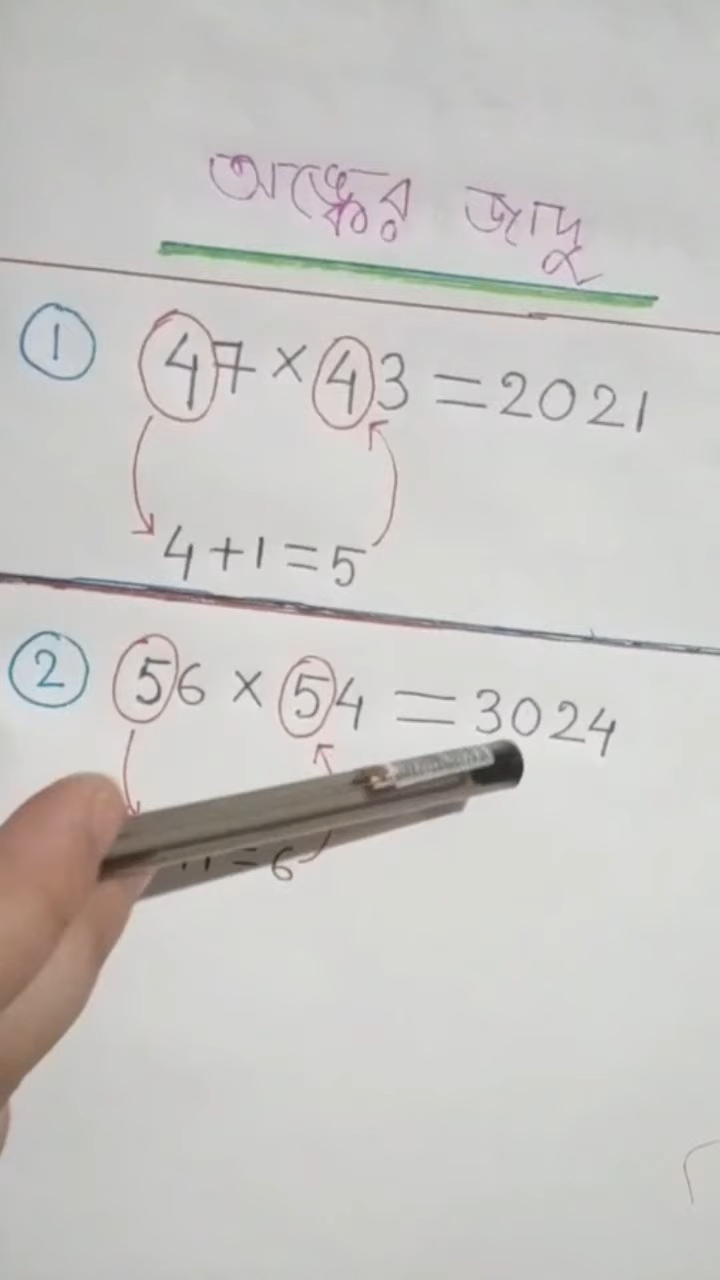 অঙ্কের জাদু
1 47 × 43 = 2021
4 + 1 = 5
2 56 × 54 = 3024
= 6